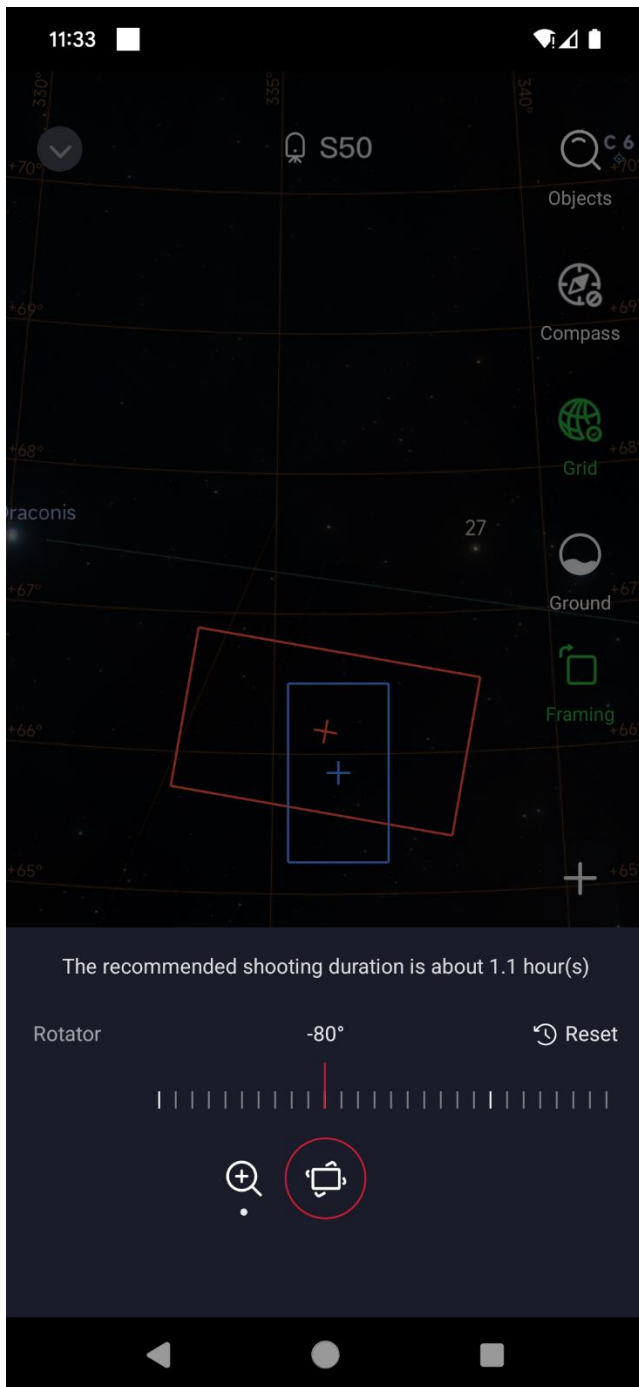 11:33
330°
335°
340°
S50
C 6
+70°
+70
Objects
+69°
+69
Compass
+68°
+68
Grid
raconis
27
+67°
+67
Ground
Framing
+66°
+66
+65°
+65
The recommended shooting duration is about 1.1 hour(s)
Rotator
-80°
Reset